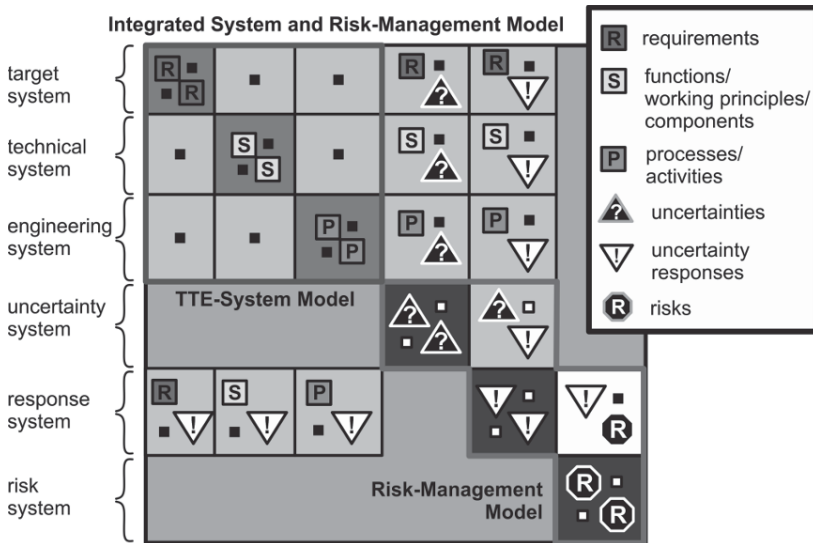 Integrated System and Risk-Management Model
R requirements
S functions/
working principles/
components
P processes/
activities
? uncertainties
! uncertainty
responses
R risks
target
system
R
R
R
?
R
!
technical
system
S
S
S
?
S
!
engineering
system
P
P
P
?
P
!
uncertainty
system
TTE-System Model
?
?
?
!
response
system
R
!
S
!
P
!
!
!
!
R
risk
system
Risk-Management
Model
R
R